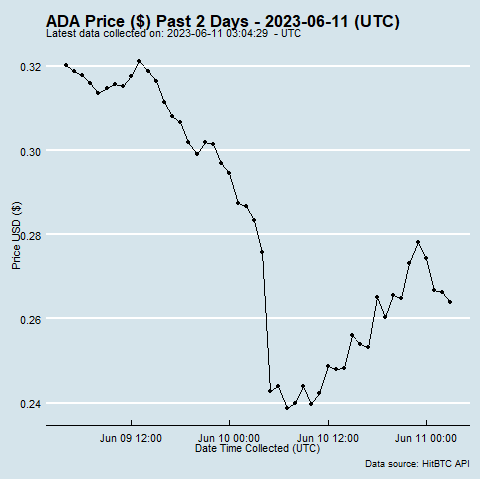 ADA Price ($) Past 2 Days - 2023-06-11 (UTC)
Latest data collected on: 2023-06-11 03:04:29 - UTC
0.32
0.30
0.28
0.26
0.24
Price USD ($)
Jun 09 12:00 Jun 10 00:00 Jun 10 12:00 Jun 11 00:00
Date Time Collected (UTC)
Data source: HitBTC API